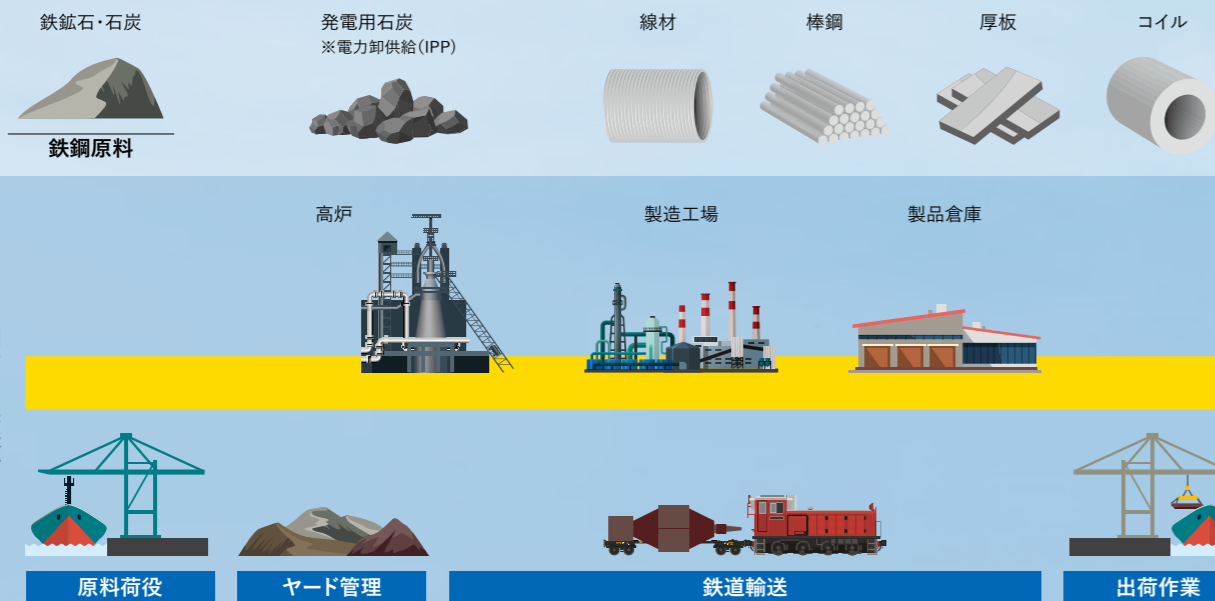 鉄鉱石・石炭
発電用石炭
※電力卸供給(IPP)
線材
棒鋼
厚板
コイル
鉄鋼原料
高炉
製造工場
製品倉庫
原料荷役
ヤード管理
鉄道輸送
出荷作業